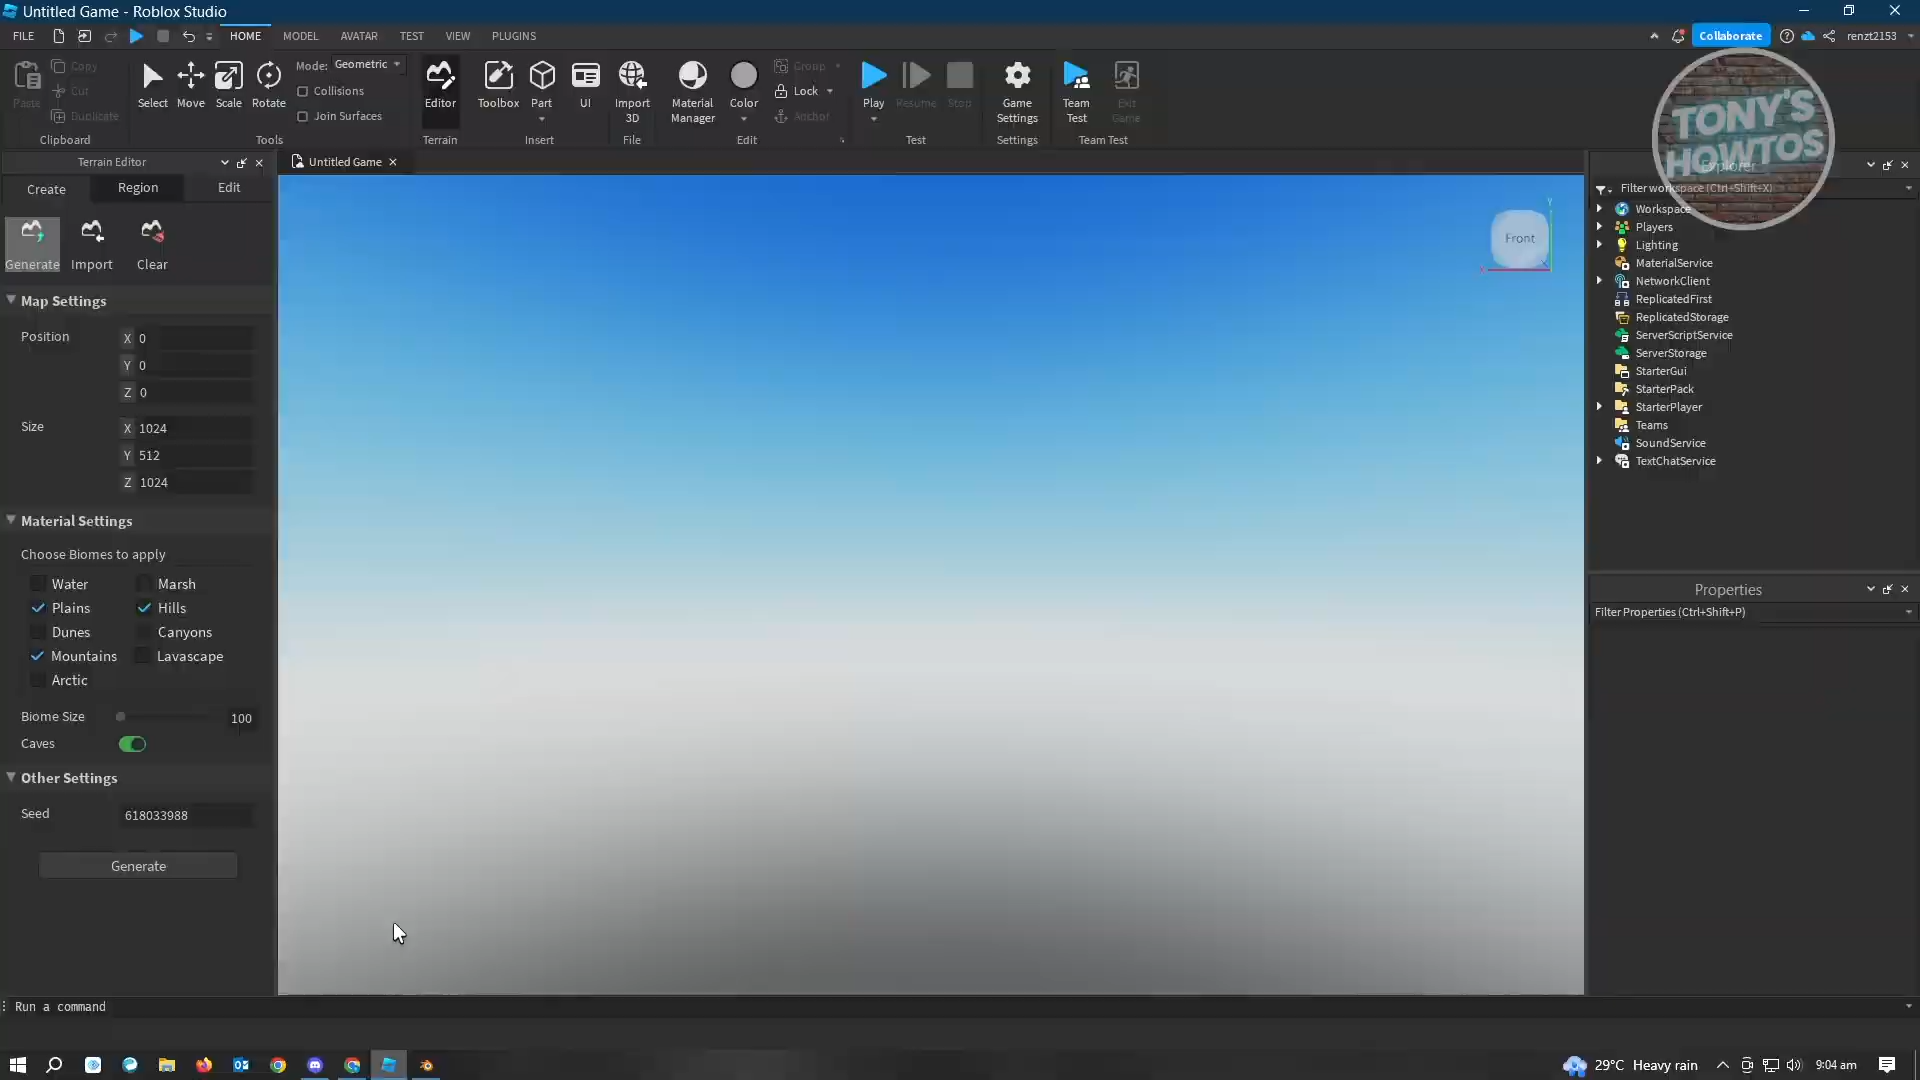 Untitled Game - Roblox Studio
FILE HOME MODEL AVATAR TEST VIEW PLUGINS Collaborate renzt2153
Paste Copy Cut Duplicate Clipboard
Select Move Scale Rotate Mode: Geometric Collisions Join Surfaces Tools
Editor Terrain
Toolbox Part UI Insert
Import 3D File
Material Manager Color Group Lock Anchor Edit
Play Resume Stop Test
Game Settings Settings
Team Test Exit Game Team Test
TONY'S HOWTOS
Terrain Editor
Untitled Game
Explorer
Create Region Edit
Filter workspace (Ctrl+Shift+X)
Generate Import Clear
Map Settings
Position X 0
Y 0
Z 0
Size X 1024
Y 512
Z 1024
Material Settings
Choose Biomes to apply
Water Marsh
Plains Hills
Dunes Canyons
Mountains Lavascape
Arctic
Biome Size 100
Caves
Other Settings
Seed 618033988
Generate
Y
Front
X
Workspace
Players
Lighting
MaterialService
NetworkClient
ReplicatedFirst
ReplicatedStorage
ServerScriptService
ServerStorage
StarterGui
StarterPack
StarterPlayer
Teams
SoundService
TextChatService
Properties
Filter Properties (Ctrl+Shift+P)
Run a command
29°C Heavy rain 9:04 am